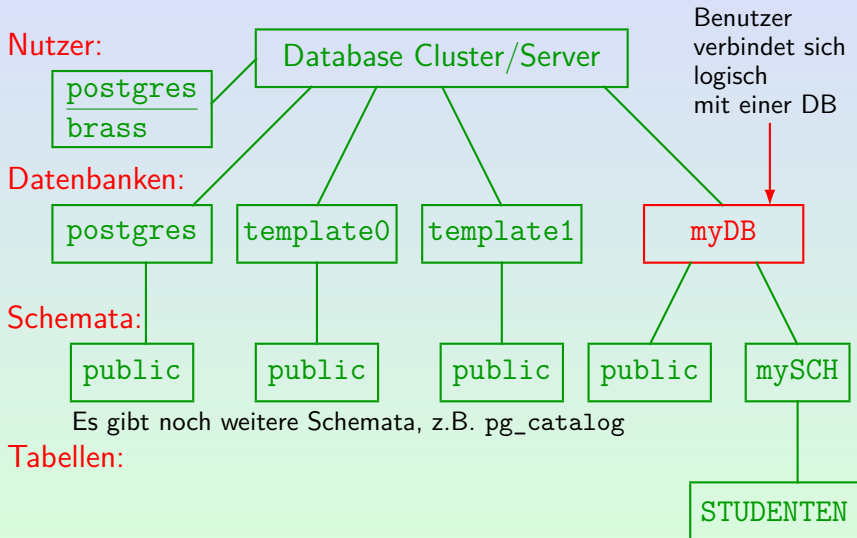 Nutzer:
postgres
brass
Database Cluster/Server
Benutzer
verbindet sich
logisch
mit einer DB
Datenbanken:
postgres
template0
template1
myDB
Schemata:
public
public
public
public
mySCH
Es gibt noch weitere Schemata, z.B. pg_catalog
Tabellen:
STUDENTEN